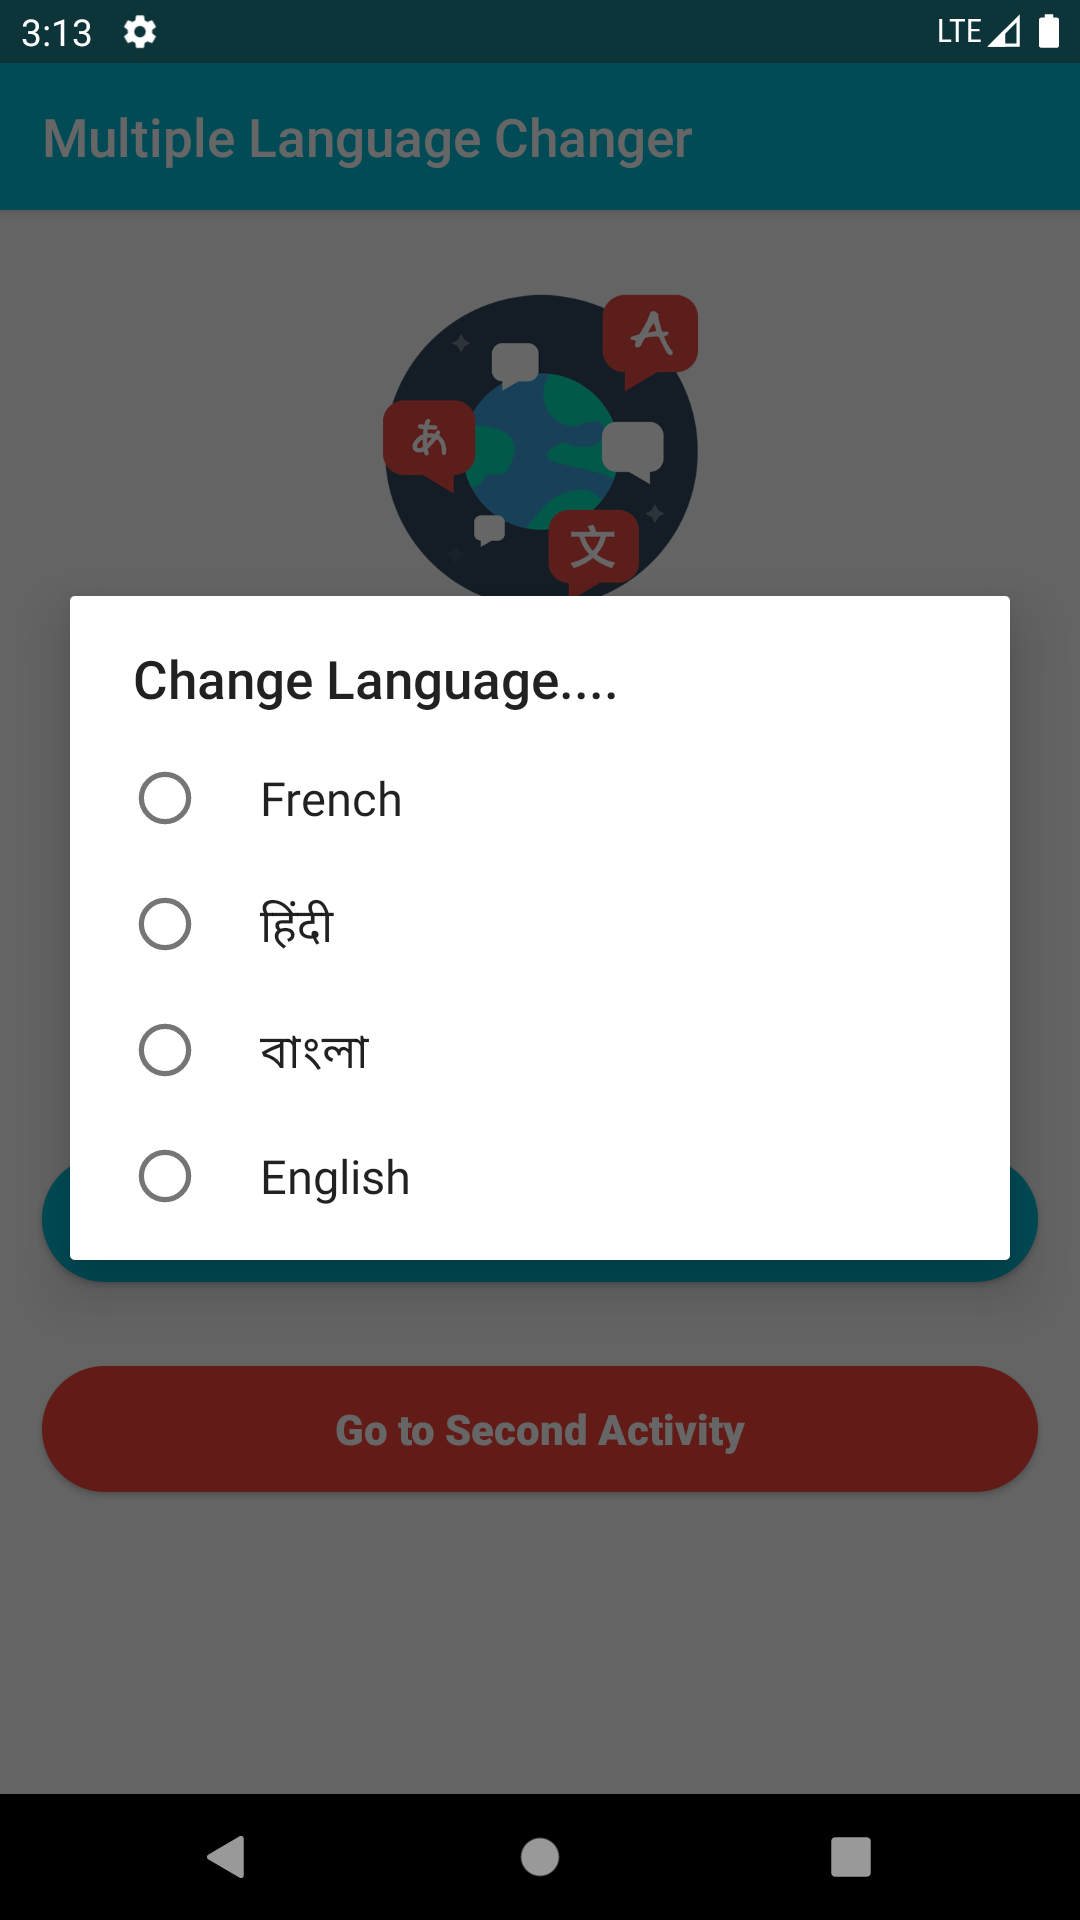 3:13 LTE
Multiple Language Changer
A
あ
文
Change Language....
French
हिंदी
বাংলা
English
Go to Second Activity